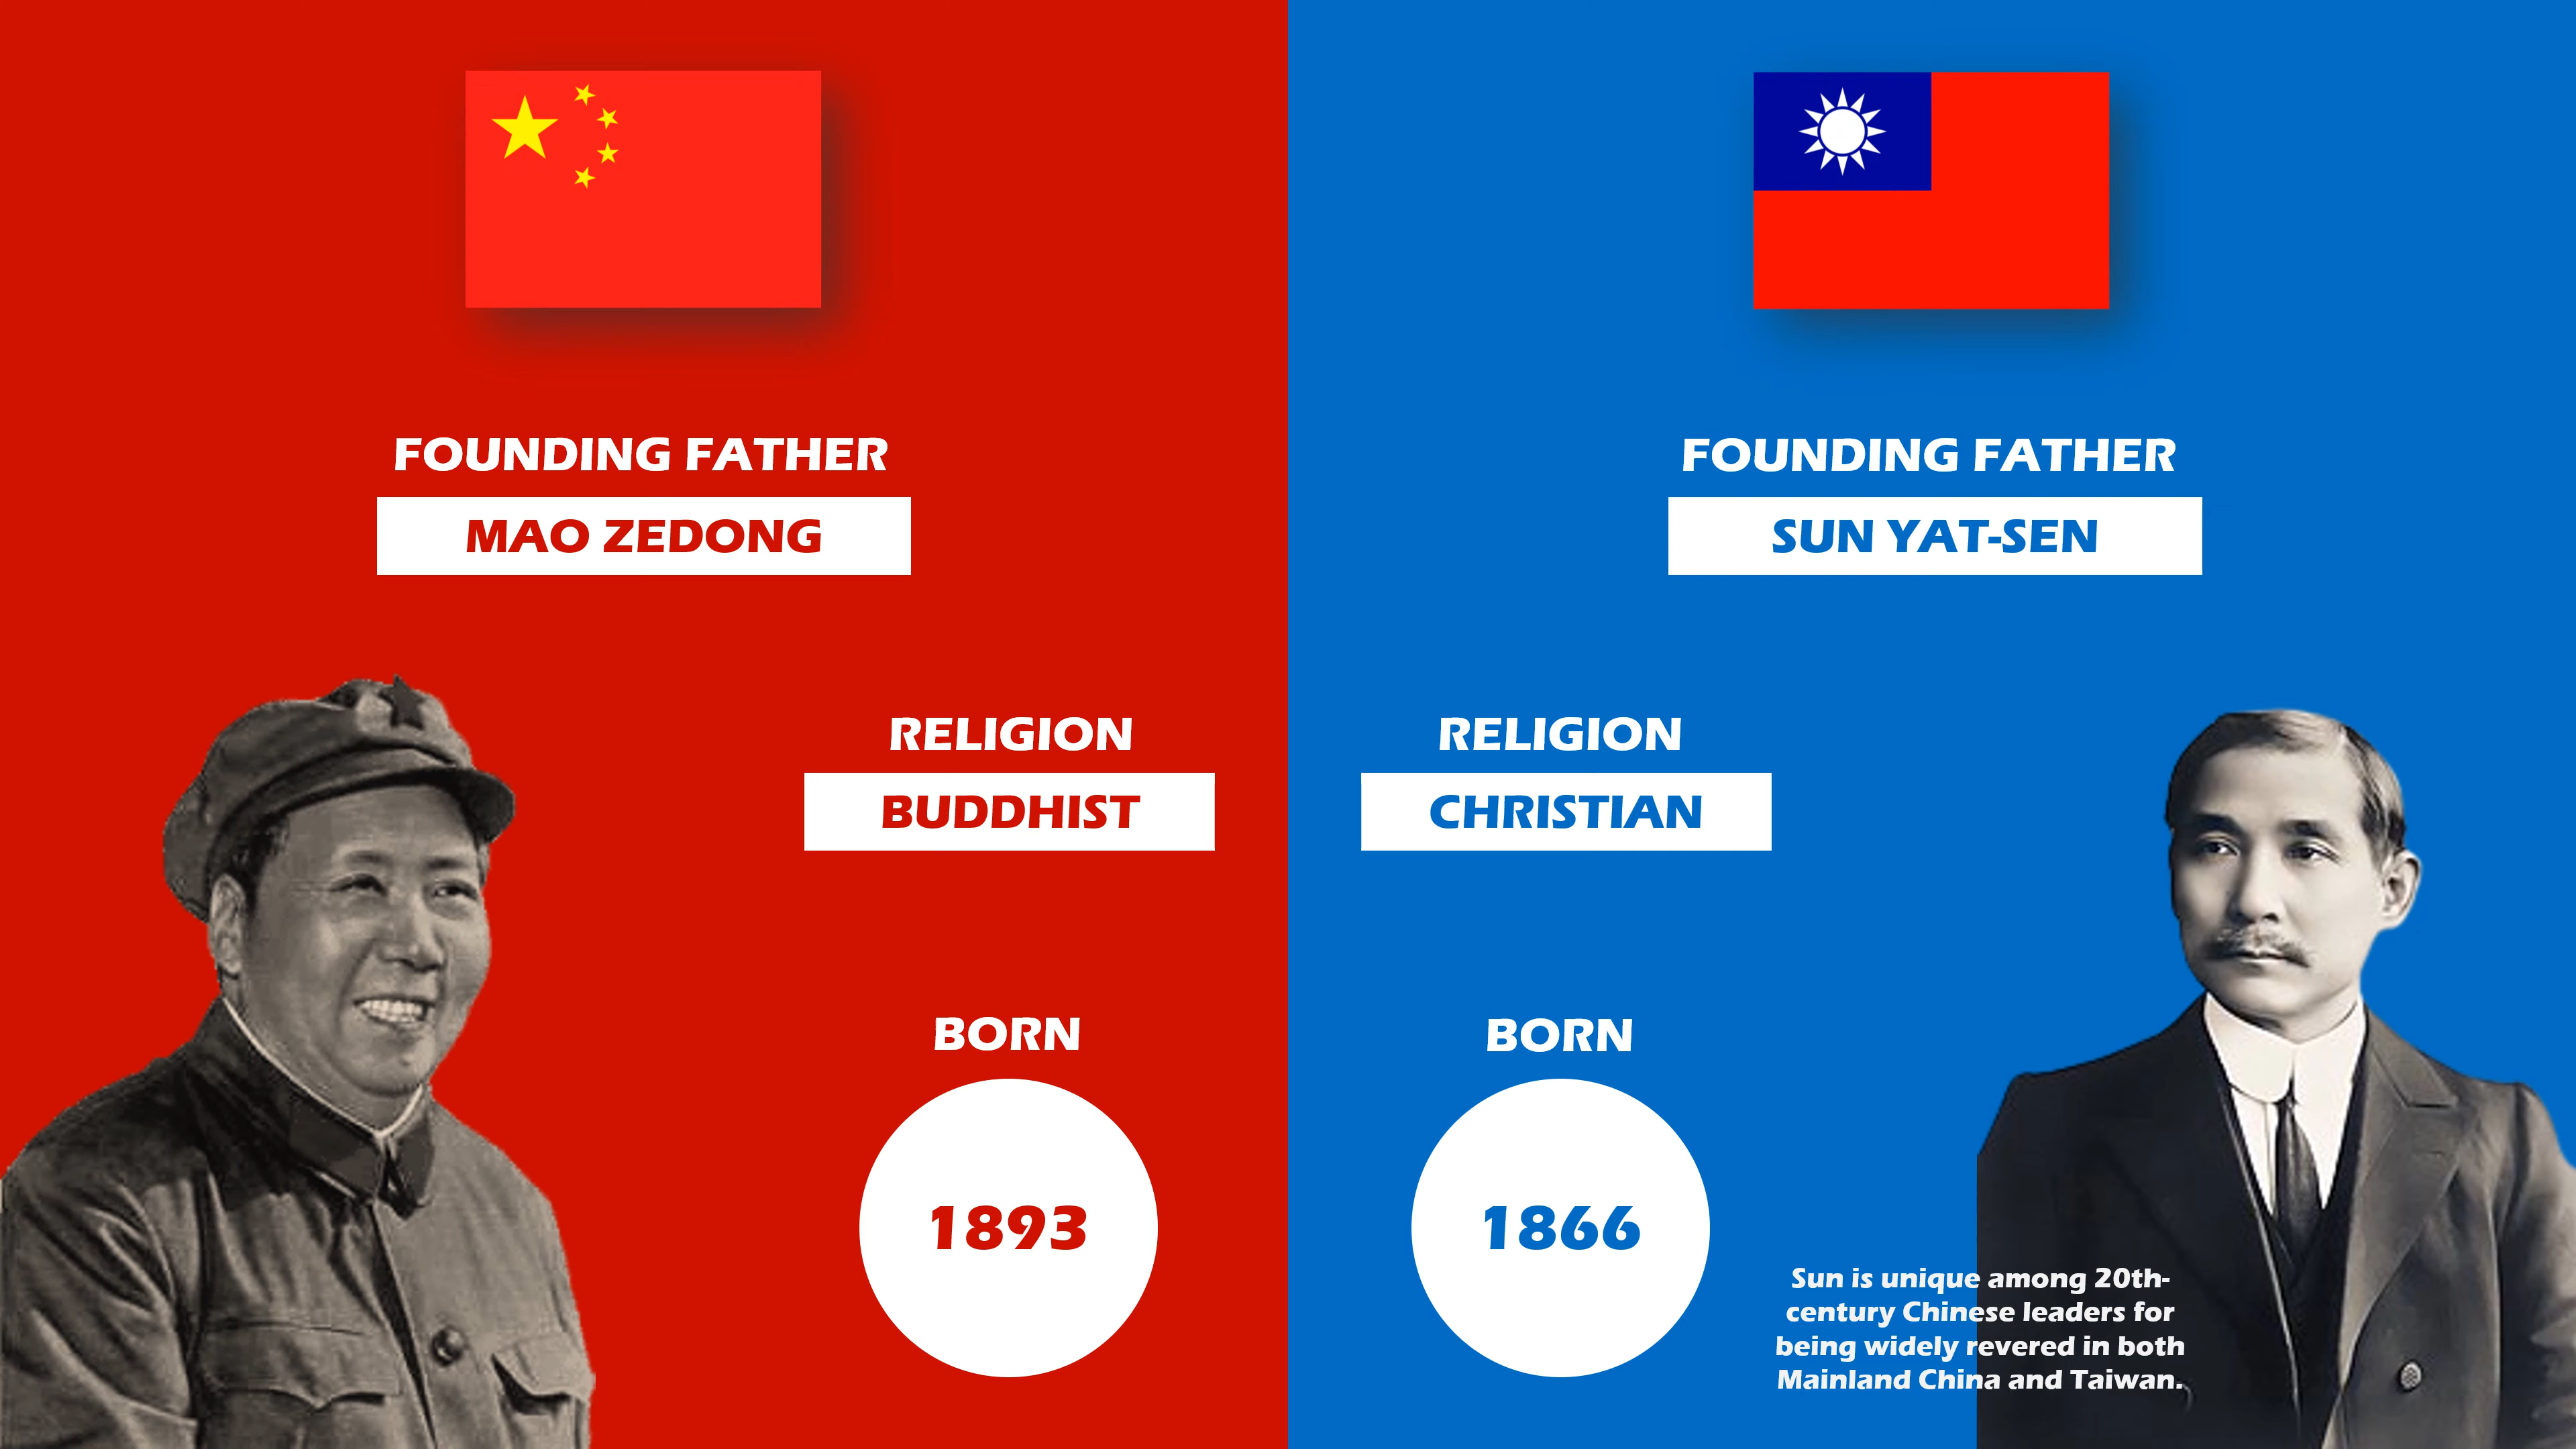 FOUNDING FATHER
MAO ZEDONG
RELIGION
BUDDHIST
BORN
1893
FOUNDING FATHER
SUN YAT-SEN
RELIGION
CHRISTIAN
BORN
1866
Sun is unique among 20th-
century Chinese leaders for
being widely revered in both
Mainland China and Taiwan.